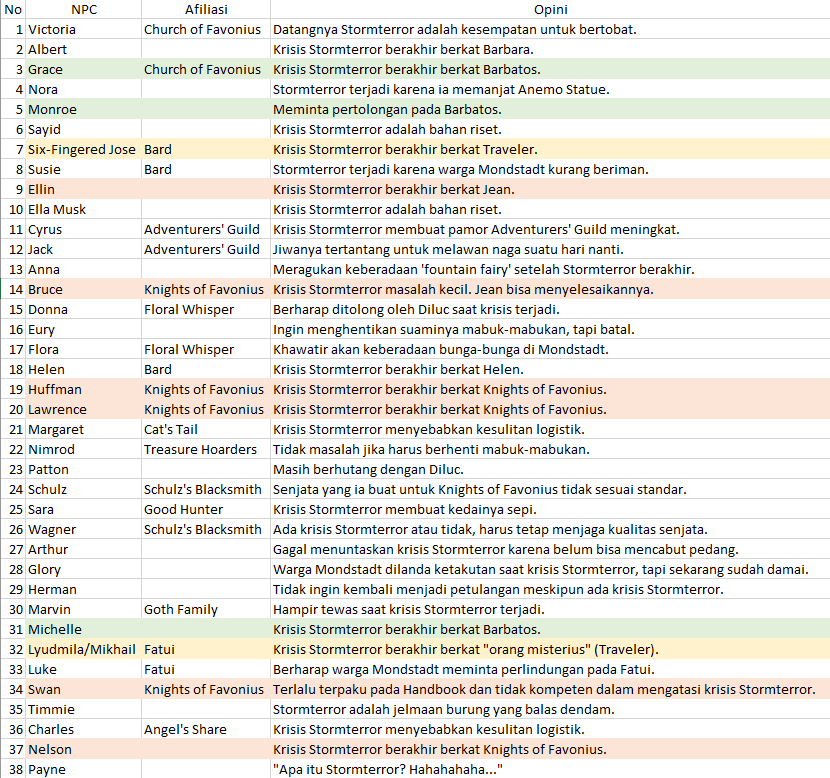 No NPC Afiliasi Opini
1 Victoria Church of Favonius Datangnya Stormterror adalah kesempatan untuk bertobat.
2 Albert Krisis Stormterror berakhir berkat Barbara.
3 Grace Church of Favonius Krisis Stormterror berakhir berkat Barbatos.
4 Nora Stormterror terjadi karena ia memanjat Anemo Statue.
5 Monroe Meminta pertolongan pada Barbatos.
6 Sayid Krisis Stormterror adalah bahan riset.
7 Six-Fingered Jose Bard Krisis Stormterror berakhir berkat Traveler.
8 Susie Bard Stormterror terjadi karena warga Mondstadt kurang beriman.
9 Ellin Krisis Stormterror berakhir berkat Jean.
10 Ella Musk Krisis Stormterror adalah bahan riset.
11 Cyrus Adventurers' Guild Krisis Stormterror membuat pamor Adventurers' Guild meningkat.
12 Jack Adventurers' Guild Jiwanya tertantang untuk melawan naga suatu hari nanti.
13 Anna Meragukan keberadaan 'fountain fairy' setelah Stormterror berakhir.
14 Bruce Knights of Favonius Krisis Stormterror masalah kecil. Jean bisa menyelesaikannya.
15 Donna Floral Whisper Berharap ditolong oleh Diluc saat krisis terjadi.
16 Eury Ingin menghentikan suaminya mabuk-mabukan, tapi batal.
17 Flora Floral Whisper Khawatir akan keberadaan bunga-bunga di Mondstadt.
18 Helen Bard Krisis Stormterror berakhir berkat Helen.
19 Huffman Knights of Favonius Krisis Stormterror berakhir berkat Knights of Favonius.
20 Lawrence Knights of Favonius Krisis Stormterror berakhir berkat Knights of Favonius.
21 Margaret Cat's Tail Krisis Stormterror menyebabkan kesulitan logistik.
22 Nimrod Treasure Hoarders Tidak masalah jika harus berhenti mabuk-mabukan.
23 Patton Masih berhutang dengan Diluc.
24 Schulz Schulz's Blacksmith Senjata yang ia buat untuk Knights of Favonius tidak sesuai standar.
25 Sara Good Hunter Krisis Stormterror membuat kedainya sepi.
26 Wagner Schulz's Blacksmith Ada krisis Stormterror atau tidak, harus tetap menjaga kualitas senjata.
27 Arthur Gagal menuntaskan krisis Stormterror karena belum bisa mencabut pedang.
28 Glory Warga Mondstadt dilanda ketakutan saat krisis Stormterror, tapi sekarang sudah damai.
29 Herman Tidak ingin kembali menjadi petulangan meskipun ada krisis Stormterror.
30 Marvin Goth Family Hampir tewas saat krisis Stormterror terjadi.
31 Michelle Krisis Stormterror berakhir berkat Barbatos.
32 Lyudmila/Mikhail Fatui Krisis Stormterror berakhir berkat "orang misterius" (Traveler).
33 Luke Fatui Berharap warga Mondstadt meminta perlindungan pada Fatui.
34 Swan Knights of Favonius Terlalu terpaku pada Handbook dan tidak kompeten dalam mengatasi krisis Stormterror.
35 Timmie Stormterror adalah jelmaan burung yang balas dendam.
36 Charles Angel's Share Krisis Stormterror menyebabkan kesulitan logistik.
37 Nelson Krisis Stormterror berakhir berkat Knights of Favonius.
38 Payne "Apa itu Stormterror? Hahahahaha..."